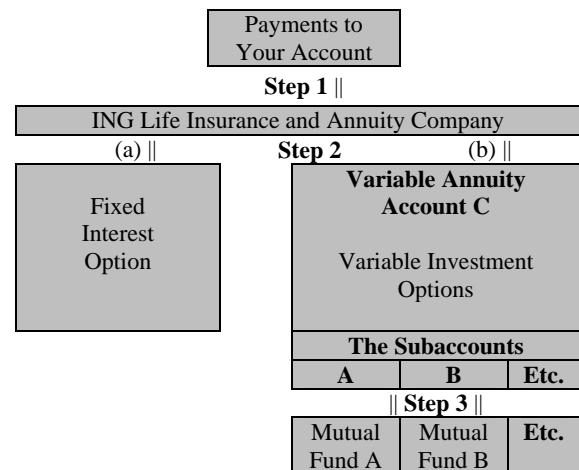 Payments to
Your Account
Step 1 ||
ING Life Insurance and Annuity Company
(a) || Step 2 (b) ||
Fixed
Interest
Option
Variable Annuity
Account C
Variable Investment
Options
The Subaccounts
A B Etc.
|| Step 3 ||
Mutual Fund A
Mutual Fund B
Etc.